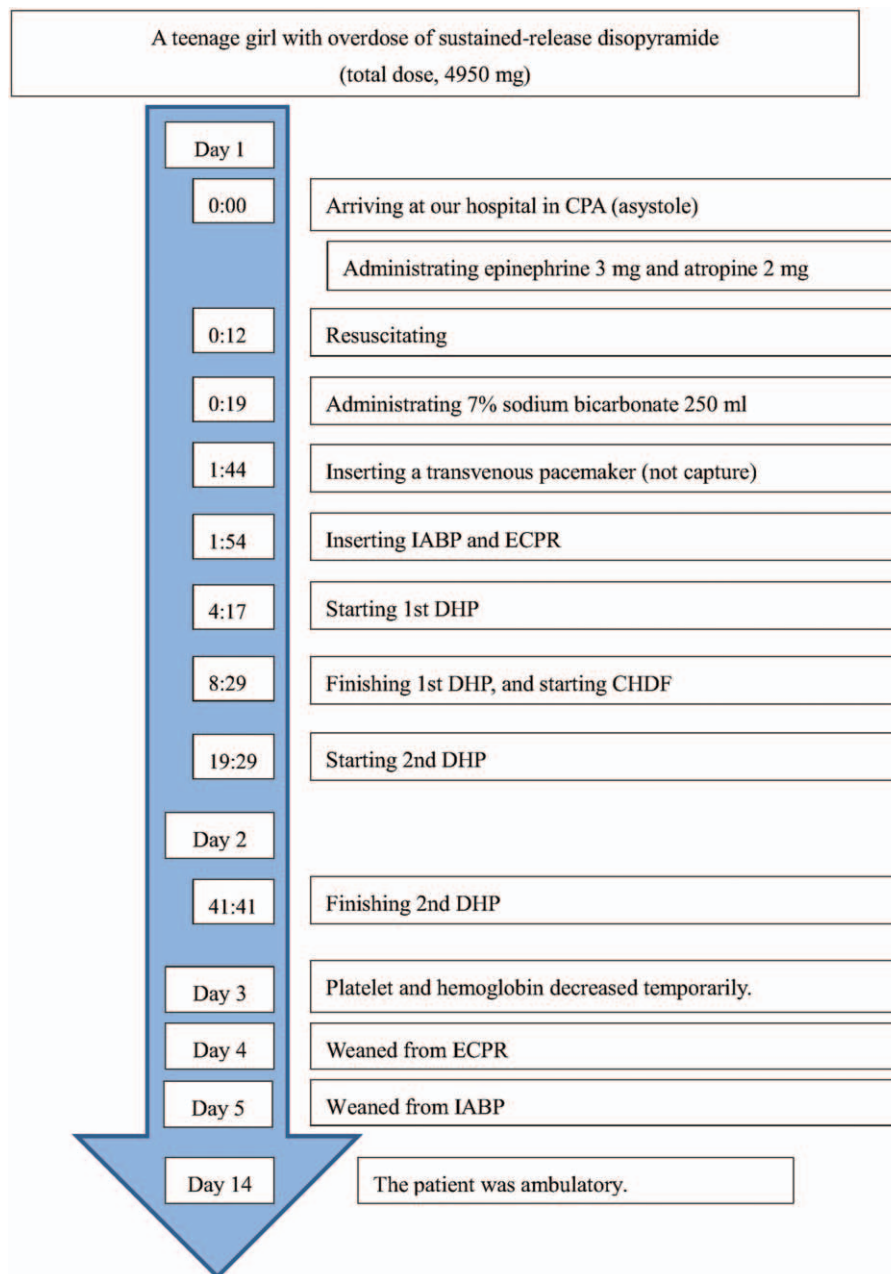 A teenage girl with overdose of sustained-release disopyramide
(total dose, 4950 mg)
Day 1
0:00
Arriving at our hospital in CPA (asystole)
Administrating epinephrine 3 mg and atropine 2 mg
0:12
Resuscitating
0:19
Administrating 7% sodium bicarbonate 250 ml
1:44
Inserting a transvenous pacemaker (not capture)
1:54
Inserting IABP and ECPR
4:17
Starting 1st DHP
8:29
Finishing 1st DHP, and starting CHDF
19:29
Starting 2nd DHP
Day 2
41:41
Finishing 2nd DHP
Day 3
Platelet and hemoglobin decreased temporarily.
Day 4
Weaned from ECPR
Day 5
Weaned from IABP
Day 14
The patient was ambulatory.